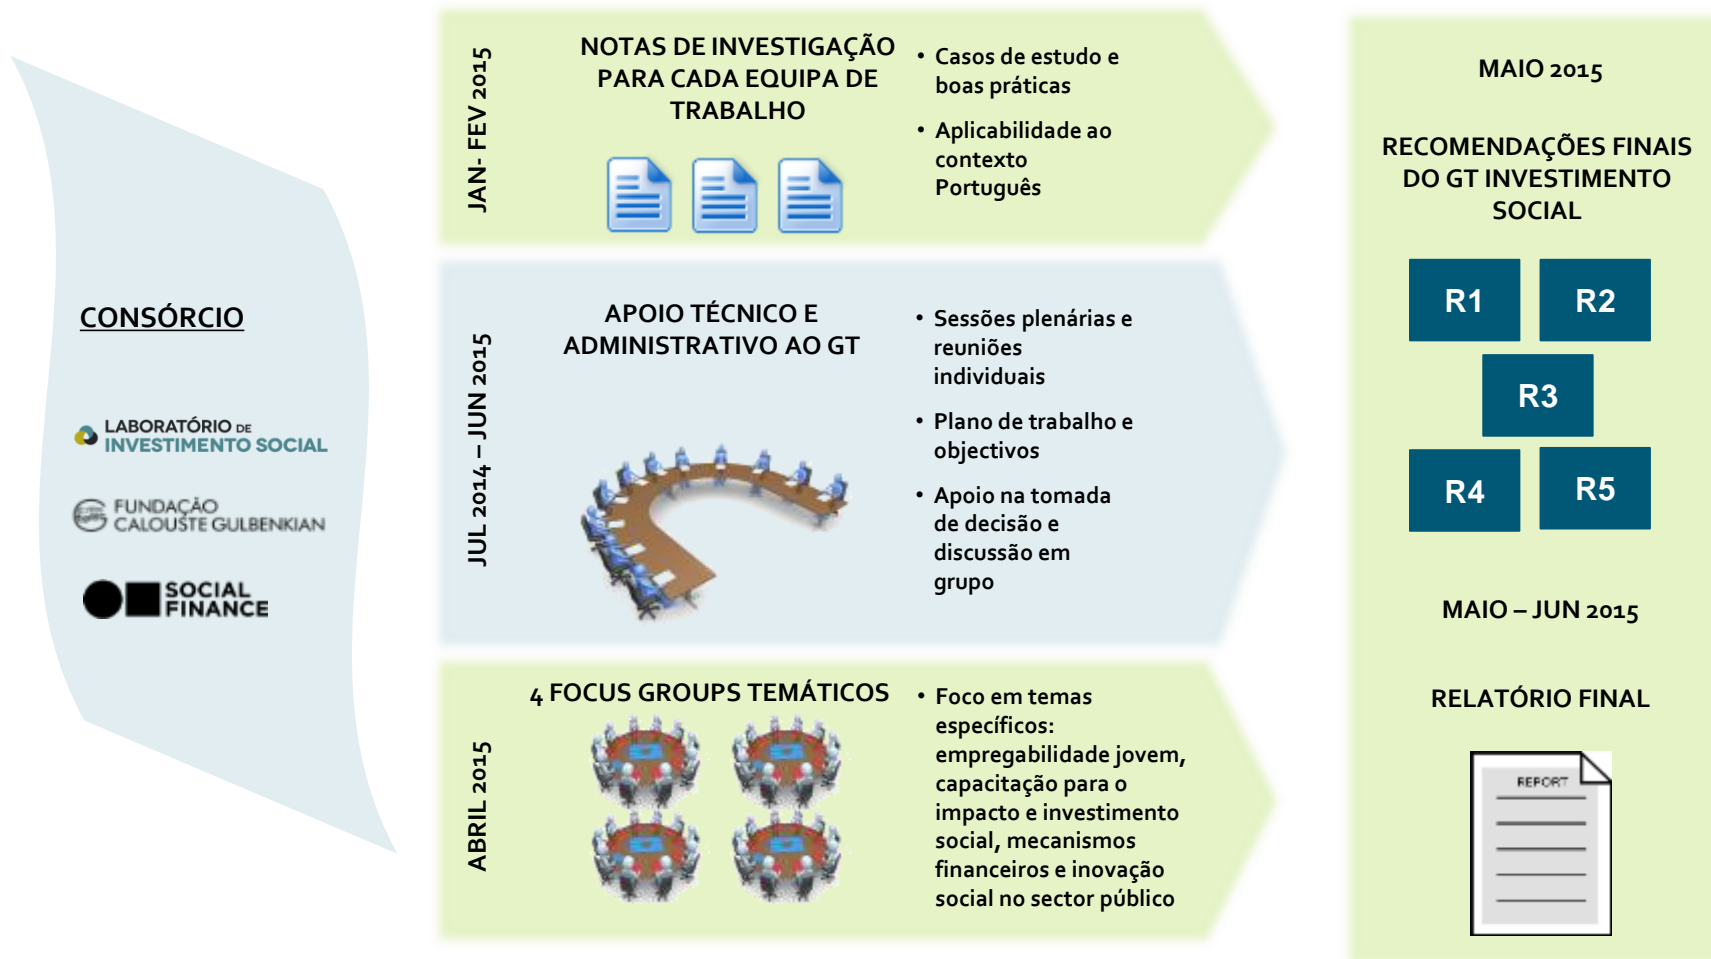 CONSÓRCIO
LABORATÓRIO DE
INVESTIMENTO SOCIAL
FUNDAÇÃO
CALOUSTE GULBENKIAN
SOCIAL
FINANCE
JAN- FEV 2015
NOTAS DE INVESTIGAÇÃO
PARA CADA EQUIPA DE
TRABALHO
• Casos de estudo e
boas práticas
• Aplicabilidade ao
contexto
Português
JUL 2014 – JUN 2015
APOIO TÉCNICO E
ADMINISTRATIVO AO GT
• Sessões plenárias e
reuniões
individuais
• Plano de trabalho e
objectivos
• Apoio na tomada
de decisão e
discussão em
grupo
ABRIL 2015
4 FOCUS GROUPS TEMÁTICOS
• Foco em temas
específicos:
empregabilidade jovem,
capacitação para o
impacto e investimento
social, mecanismos
financeiros e inovação
social no sector público
MAIO 2015
RECOMENDAÇÕES FINAIS
DO GT INVESTIMENTO
SOCIAL
R1
R2
R3
R4
R5
MAIO – JUN 2015
RELATÓRIO FINAL
REPORT